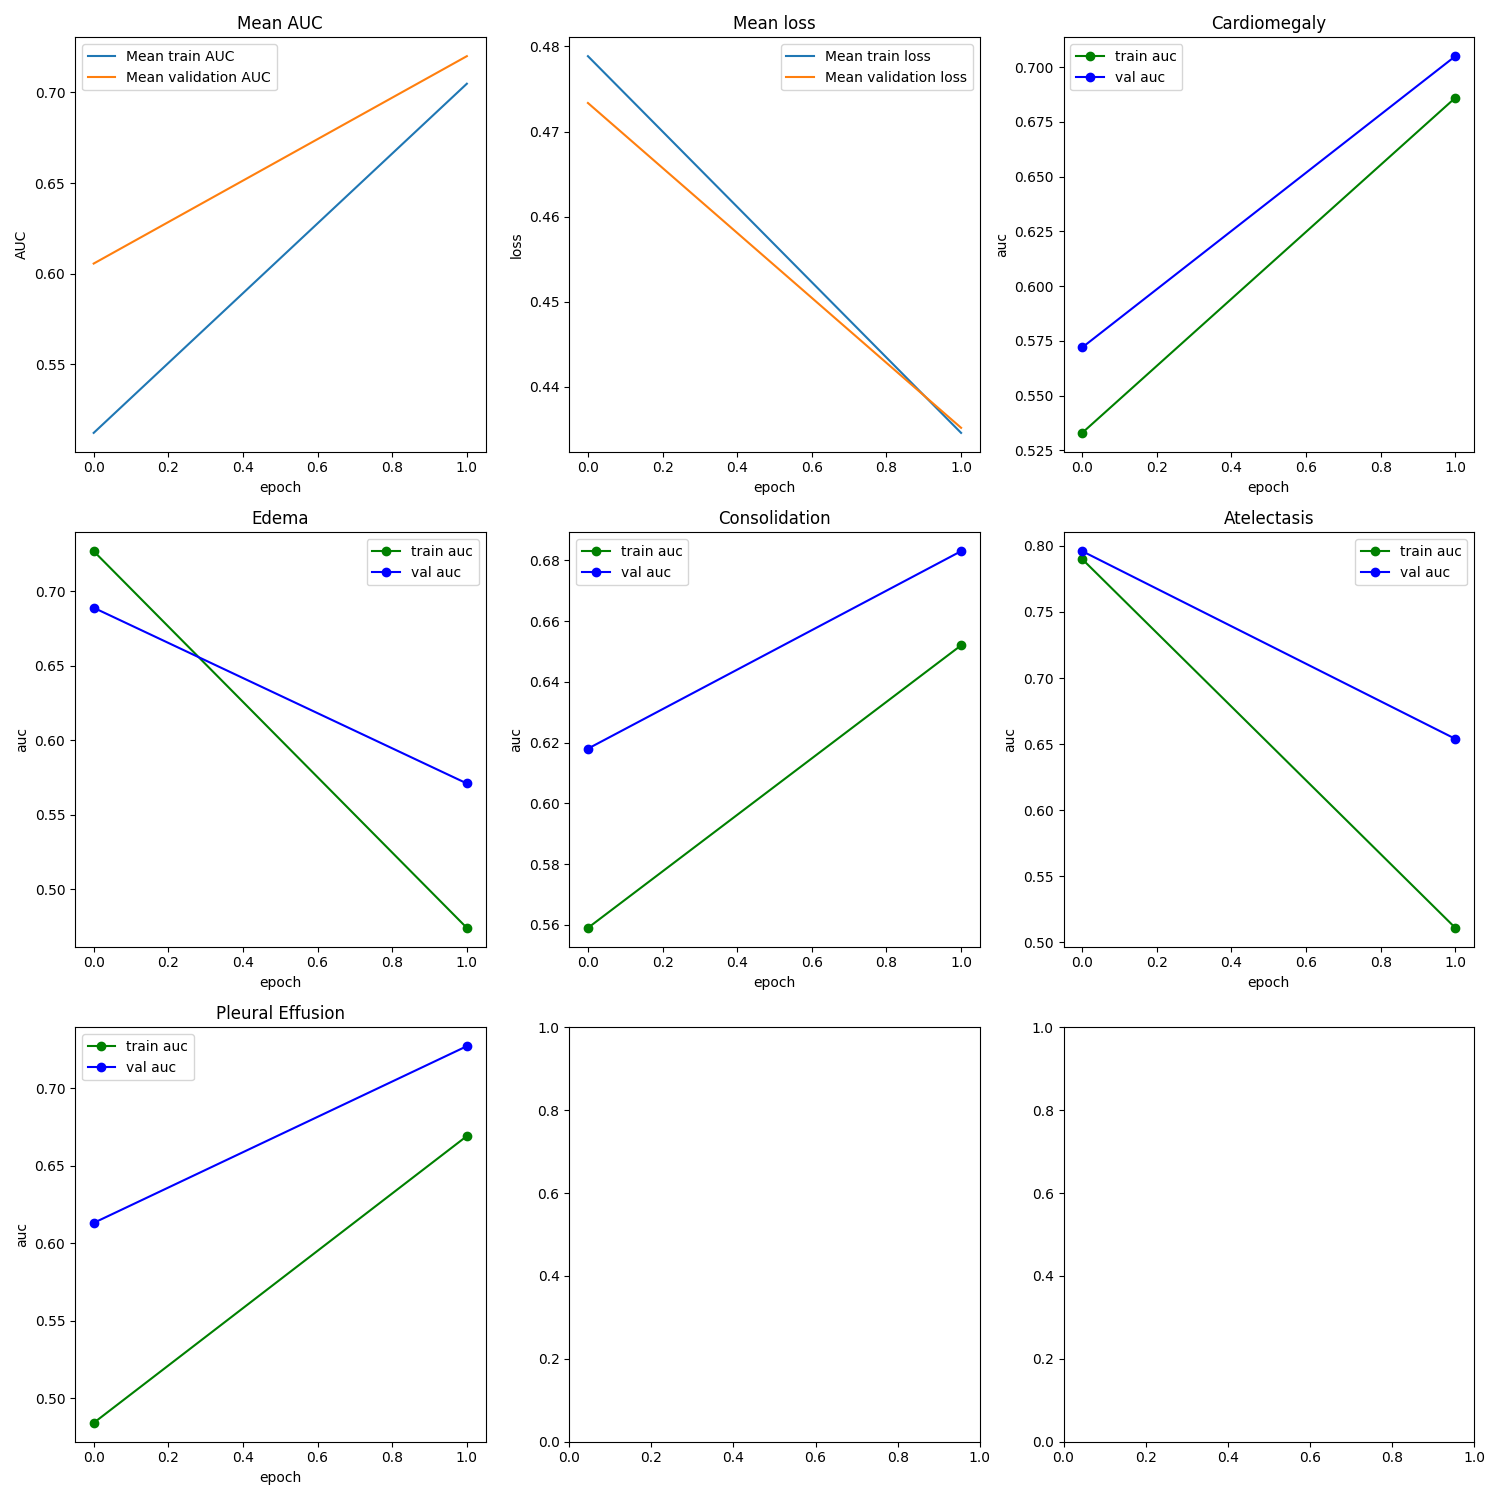 Mean AUC
Mean train AUC
Mean validation AUC
0.70
0.65
0.60
0.55
AUC
0.0 0.2 0.4 0.6 0.8 1.0
epoch
Mean loss
Mean train loss
Mean validation loss
0.48
0.47
0.46
0.45
0.44
loss
0.0 0.2 0.4 0.6 0.8 1.0
epoch
Cardiomegaly
train auc
val auc
0.700
0.675
0.650
0.625
0.600
0.575
0.550
0.525
auc
0.0 0.2 0.4 0.6 0.8 1.0
epoch
Edema
train auc
val auc
0.70
0.65
0.60
0.55
0.50
auc
0.0 0.2 0.4 0.6 0.8 1.0
epoch
Consolidation
train auc
val auc
0.68
0.66
0.64
0.62
0.60
0.58
0.56
auc
0.0 0.2 0.4 0.6 0.8 1.0
epoch
Atelectasis
train auc
val auc
0.80
0.75
0.70
0.65
0.60
0.55
0.50
auc
0.0 0.2 0.4 0.6 0.8 1.0
epoch
Pleural Effusion
train auc
val auc
0.70
0.65
0.60
0.55
0.50
auc
0.0 0.2 0.4 0.6 0.8 1.0
epoch
1.0
0.8
0.6
0.4
0.2
0.0
0.0 0.2 0.4 0.6 0.8 1.0
1.0
0.8
0.6
0.4
0.2
0.0
0.0 0.2 0.4 0.6 0.8 1.0